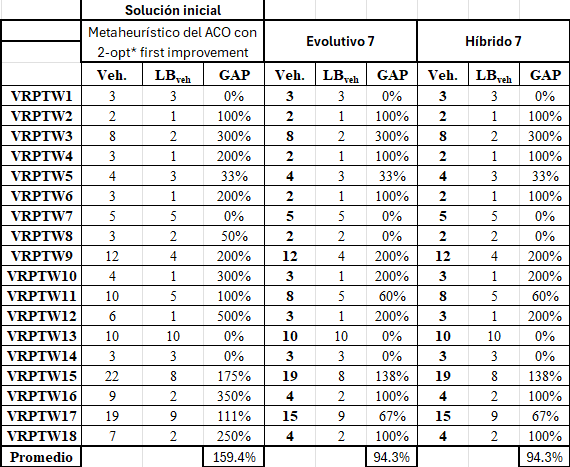 Solución inicial
Metaheurístico del ACO con 2-opt* first improvement Evolutivo 7 Híbrido 7
Veh. LBveh GAP Veh. LBveh GAP Veh. LBveh GAP
VRPTW1 3 3 0% 3 3 0% 3 3 0%
VRPTW2 2 1 100% 2 1 100% 2 1 100%
VRPTW3 8 2 300% 8 2 300% 8 2 300%
VRPTW4 3 1 200% 2 1 100% 2 1 100%
VRPTW5 4 3 33% 4 3 33% 4 3 33%
VRPTW6 3 1 200% 2 1 100% 2 1 100%
VRPTW7 5 5 0% 5 5 0% 5 5 0%
VRPTW8 3 2 50% 2 2 0% 2 2 0%
VRPTW9 12 4 200% 12 4 200% 12 4 200%
VRPTW10 4 1 300% 3 1 200% 3 1 200%
VRPTW11 10 5 100% 8 5 60% 8 5 60%
VRPTW12 6 1 500% 3 1 200% 3 1 200%
VRPTW13 10 10 0% 10 10 0% 10 10 0%
VRPTW14 3 3 0% 3 3 0% 3 3 0%
VRPTW15 22 8 175% 19 8 138% 19 8 138%
VRPTW16 9 2 350% 4 2 100% 4 2 100%
VRPTW17 19 9 111% 15 9 67% 15 9 67%
VRPTW18 7 2 250% 4 2 100% 4 2 100%
Promedio 159.4% 94.3% 94.3%